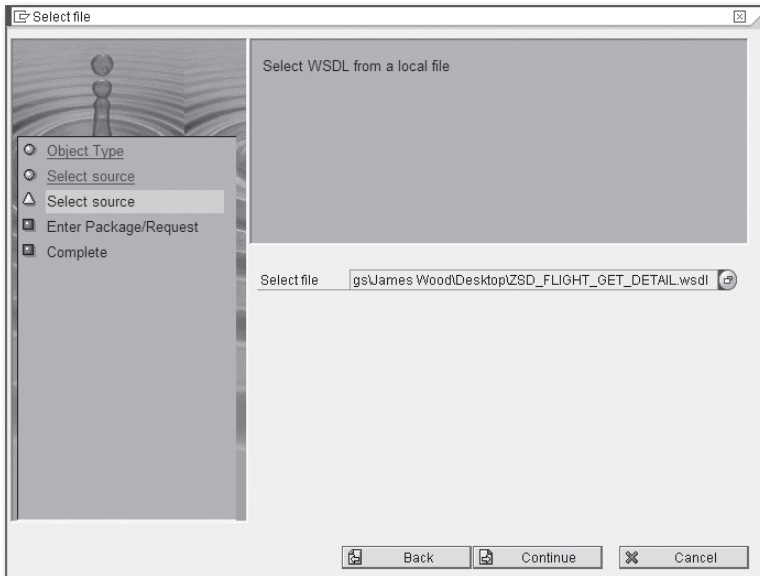 Select file
Select WSDL from a local file
Object Type
Select source
Select source
Enter Package/Request
Complete
Select file gs\James Wood\Desktop\ZSD_FLIGHT_GET_DETAIL.wsdl
Back Continue Cancel